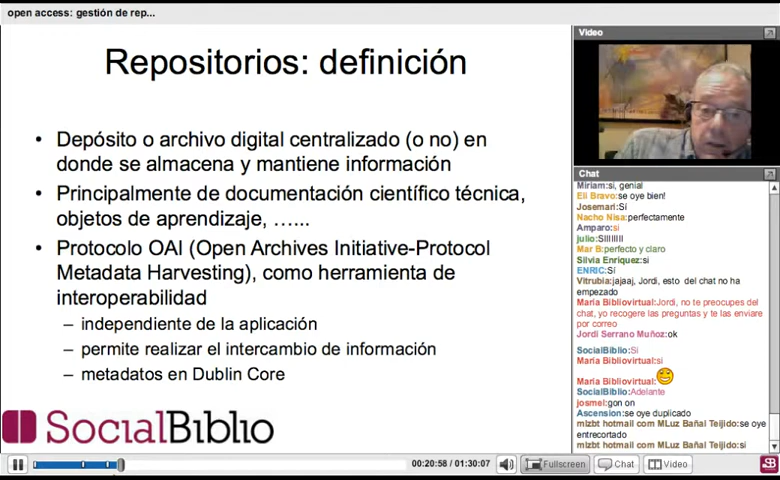 open access: gestión de rep...
Repositorios: definición
• Depósito o archivo digital centralizado (o no) en
donde se almacena y mantiene información
• Principalmente de documentación científico técnica,
objetos de aprendizaje, …...
• Protocolo OAI (Open Archives Initiative-Protocol
Metadata Harvesting), como herramienta de
interoperabilidad
– independiente de la aplicación
– permite realizar el intercambio de información
– metadatos en Dublin Core
SocialBiblio
Video
Chat
Miriam:si, genial
Eli Bravo:se oye bien!
Josemari:Sí
Nacho Nisa:perfectamente
Amparo:si
julio:SIIIIIII
Mar B:perfecto y claro
Silvia Enriquez:si
ENRIC:Sí
Vitrubia:jajaaj, Jordi, esto del chat no ha
empezado
María Bibliovirtual:Jordi, no te preocupes del
chat, yo recogere las preguntas y te las enviare
por correo
Jordi Serrano Muñoz:ok
SocialBiblio:Si
María Bibliovirtual:si
María Bibliovirtual:
SocialBiblio:Adelante
josmel:gon on
Ascension:se oye duplicado
mlzbt hotmail com MLuz Bañal Teijido:se oye
entrecortado
mlzbt hotmail com MLuz Bañal Teijido:si
00:20:58 / 01:30:07
Fullscreen
Chat
Video
SB